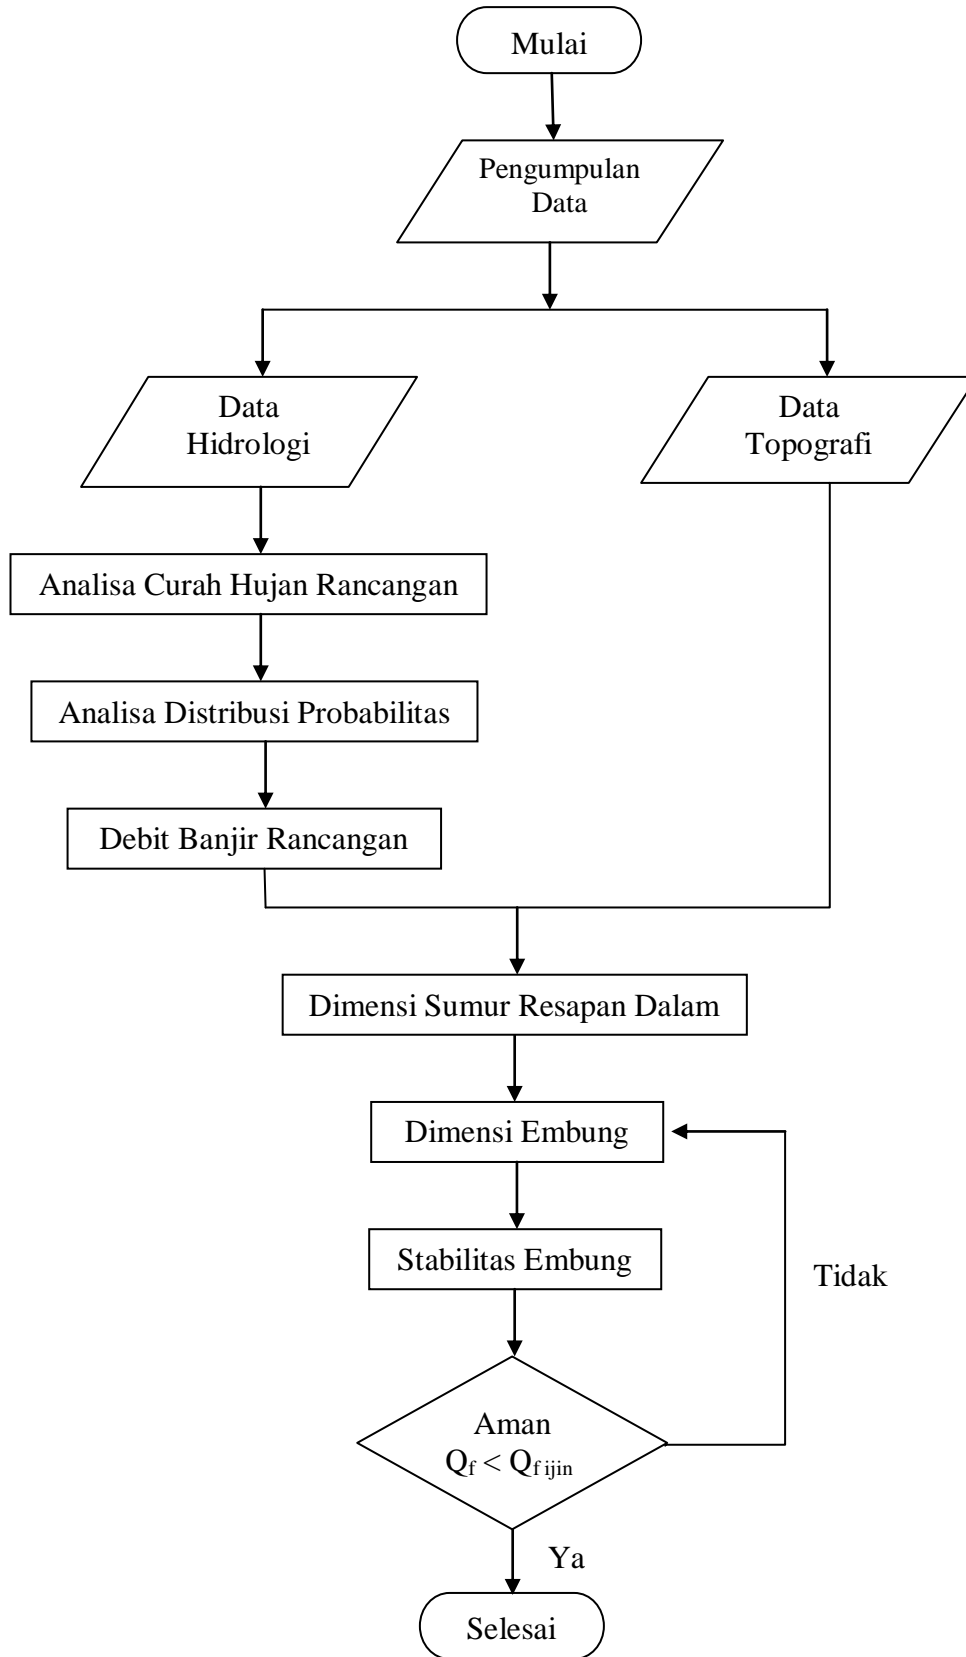 Mulai
Pengumpulan
Data
Data
Hidrologi
Data
Topografi
Analisa Curah Hujan Rancangan
Analisa Distribusi Probabilitas
Debit Banjir Rancangan
Dimensi Sumur Resapan Dalam
Dimensi Embung
Stabilitas Embung
Tidak
Aman
Qf < Qf ijin
Ya
Selesai